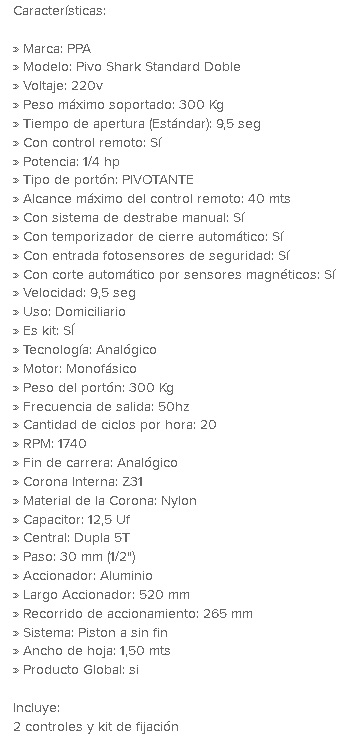 Características:
» Marca: PPA
» Modelo: Pivo Shark Standard Doble
» Voltaje: 220v
» Peso máximo soportado: 300 Kg
» Tiempo de apertura (Estándar): 9,5 seg
» Con control remoto: Sí
» Potencia: 1/4 hp
» Tipo de portón: PIVOTANTE
» Alcance máximo del control remoto: 40 mts
» Con sistema de destrabe manual: Sí
» Con temporizador de cierre automático: Sí
» Con entrada fotosensores de seguridad: Sí
» Con corte automático por sensores magnéticos: Sí
» Velocidad: 9,5 seg
» Uso: Domiciliario
» Es kit: SÍ
» Tecnología: Analógico
» Motor: Monofásico
» Peso del portón: 300 Kg
» Frecuencia de salida: 50hz
» Cantidad de ciclos por hora: 20
» RPM: 1740
» Fin de carrera: Analógico
» Corona Interna: Z31
» Material de la Corona: Nylon
» Capacitor: 12,5 Uf
» Central: Dupla 5T
» Paso: 30 mm (1/2")
» Accionador: Aluminio
» Largo Accionador: 520 mm
» Recorrido de accionamiento: 265 mm
» Sistema: Piston a sin fin
» Ancho de hoja: 1,50 mts
» Producto Global: si
Incluye:
2 controles y kit de fijación